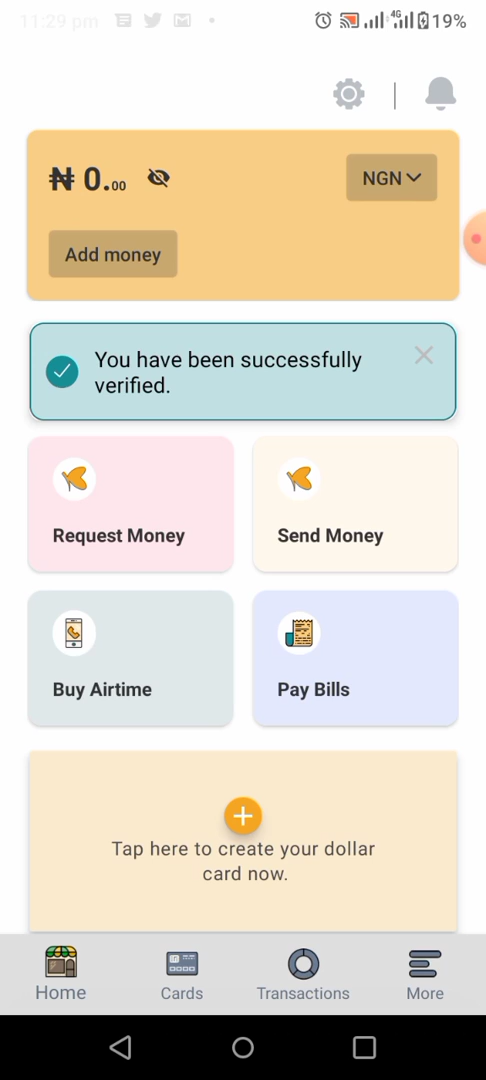 11:29 pm
4G
19%
₦ 0.00
NGN
Add money
You have been successfully
verified.
Request Money
Send Money
Buy Airtime
Pay Bills
Tap here to create your dollar
card now.
Home
Cards
Transactions
More